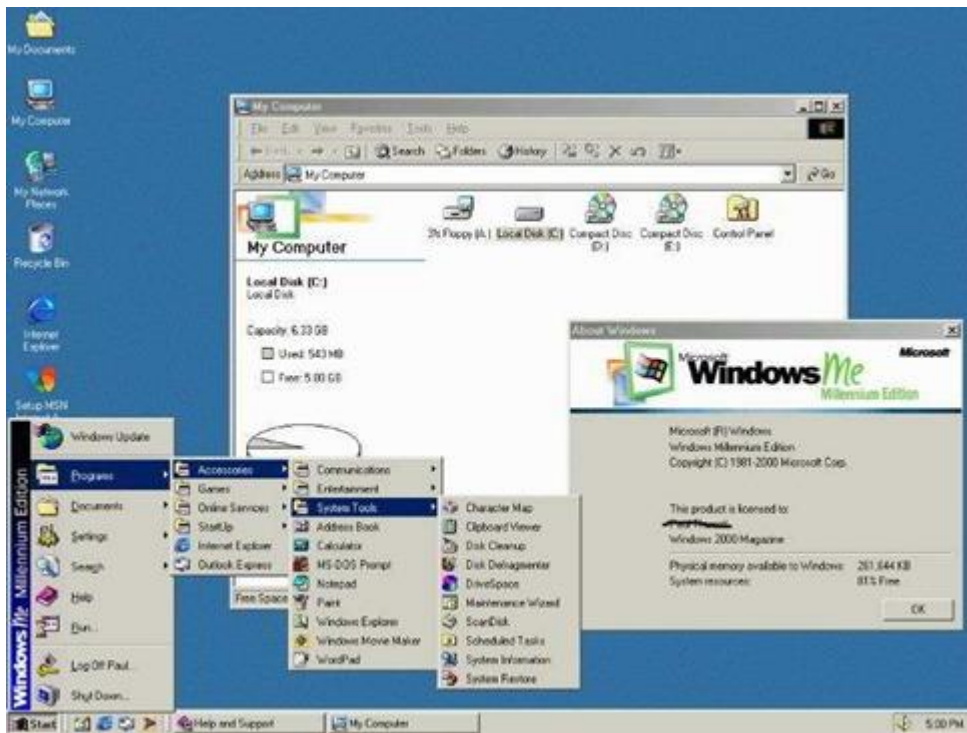 My Documents
My Computer
My Network
Places
Recycle Bin
Internet
Explorer
Setup MSN
My Computer
File Edit View Favorites Tools Help
Search Folders History
Address My Computer Go
My Computer
Local Disk (C:)
Local Disk
Capacity: 6.33 GB
Used: 543 MB
Free: 5.80 GB
Free Space
3½ Floppy (A:) Local Disk (C:) Compact Disc Compact Disc Control Panel
(D:) (E:)
About Windows
Microsoft
Microsoft
Windows Me
Millennium Edition
Microsoft (R) Windows
Windows Millennium Edition
Copyright (C) 1981-2000 Microsoft Corp.
This product is licensed to:
Windows 2000 Magazine
Physical memory available to Windows: 261,644 KB
System resources: 81% Free
OK
Windows Me Millennium Edition
Windows Update
Programs
Documents
Settings
Search
Help
Run...
Log Off Paul...
Shut Down...
Accessories
Games
Online Services
StartUp
Internet Explorer
Outlook Express
Communications
Entertainment
System Tools
Address Book
Calculator
MS-DOS Prompt
Notepad
Paint
Windows Explorer
Windows Movie Maker
WordPad
Character Map
Clipboard Viewer
Disk Cleanup
Disk Defragmenter
DriveSpace
Maintenance Wizard
ScanDisk
Scheduled Tasks
System Information
System Restore
Start Help and Support My Computer 5:00 PM